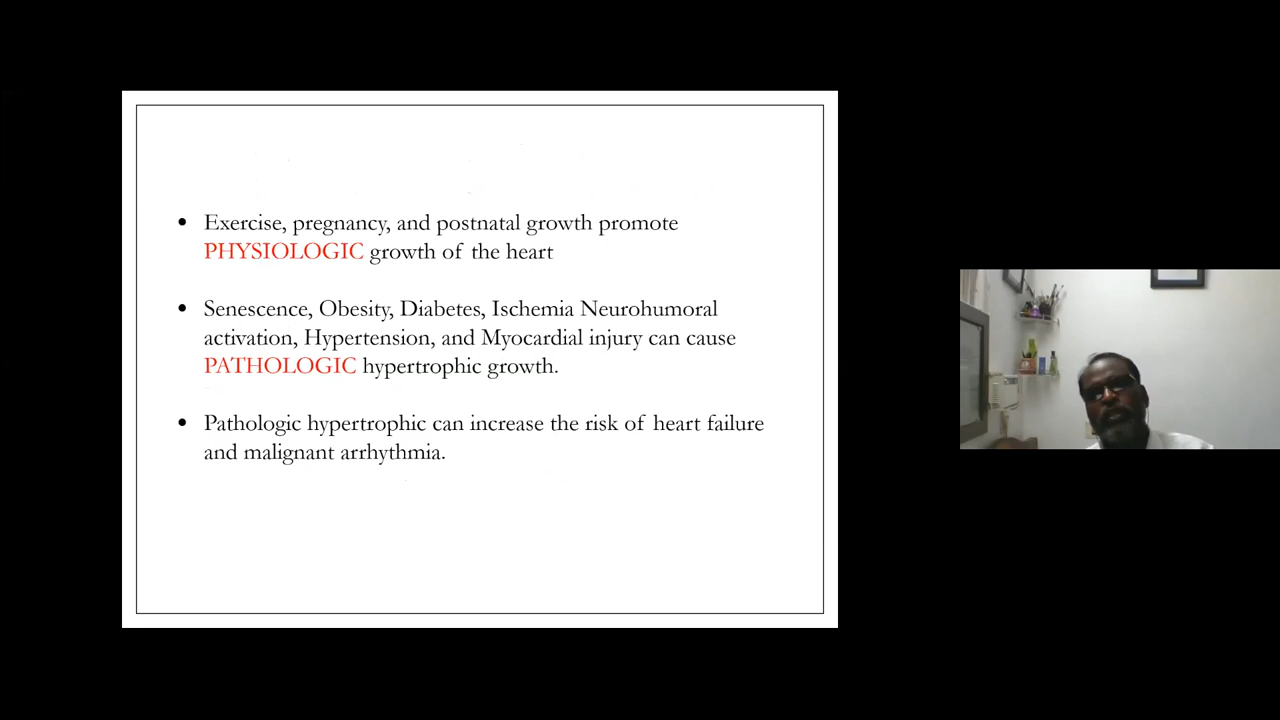 Exercise, pregnancy, and postnatal growth promote
PHYSIOLOGIC growth of the heart
Senescence, Obesity, Diabetes, Ischemia Neurohumoral
activation, Hypertension, and Myocardial injury can cause
PATHOLOGIC hypertrophic growth.
Pathologic hypertrophic can increase the risk of heart failure
and malignant arrhythmia.